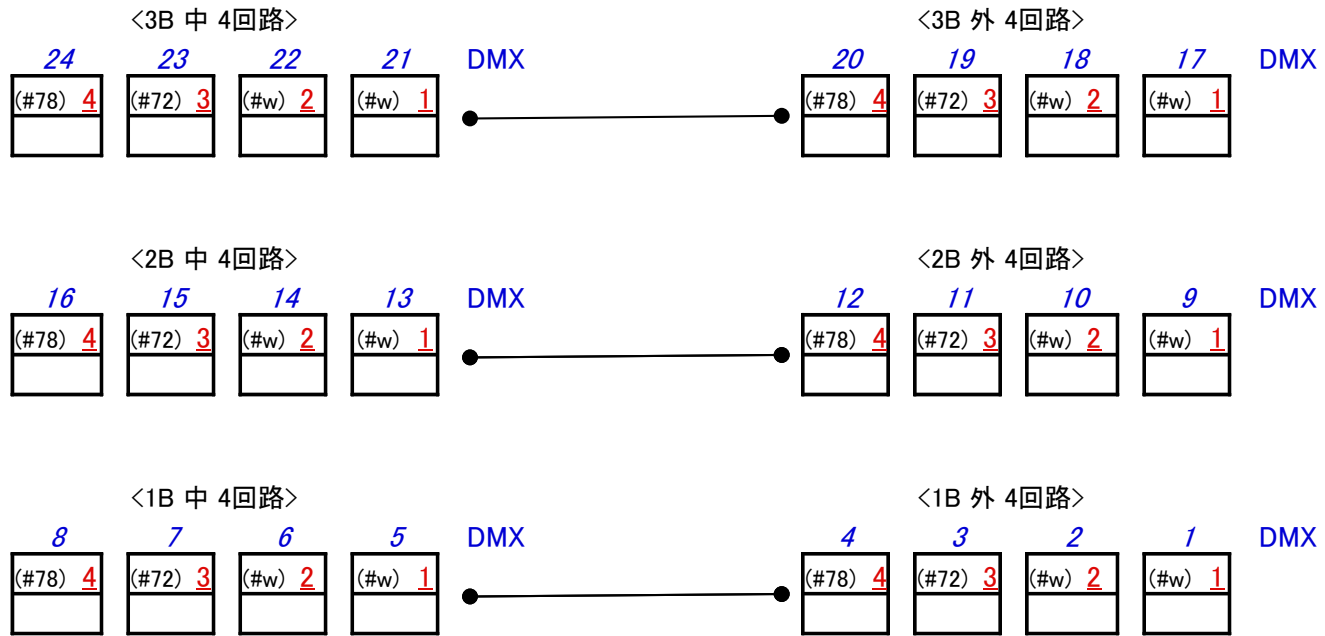 <3B 中 4回路> <3B 外 4回路>
24 23 22 21 DMX 20 19 18 17 DMX
(#78) 4 (#72) 3 (#w) 2 (#w) 1 (#78) 4 (#72) 3 (#w) 2 (#w) 1
<2B 中 4回路> <2B 外 4回路>
16 15 14 13 DMX 12 11 10 9 DMX
(#78) 4 (#72) 3 (#w) 2 (#w) 1 (#78) 4 (#72) 3 (#w) 2 (#w) 1
<1B 中 4回路> <1B 外 4回路>
8 7 6 5 DMX 4 3 2 1 DMX
(#78) 4 (#72) 3 (#w) 2 (#w) 1 (#78) 4 (#72) 3 (#w) 2 (#w) 1